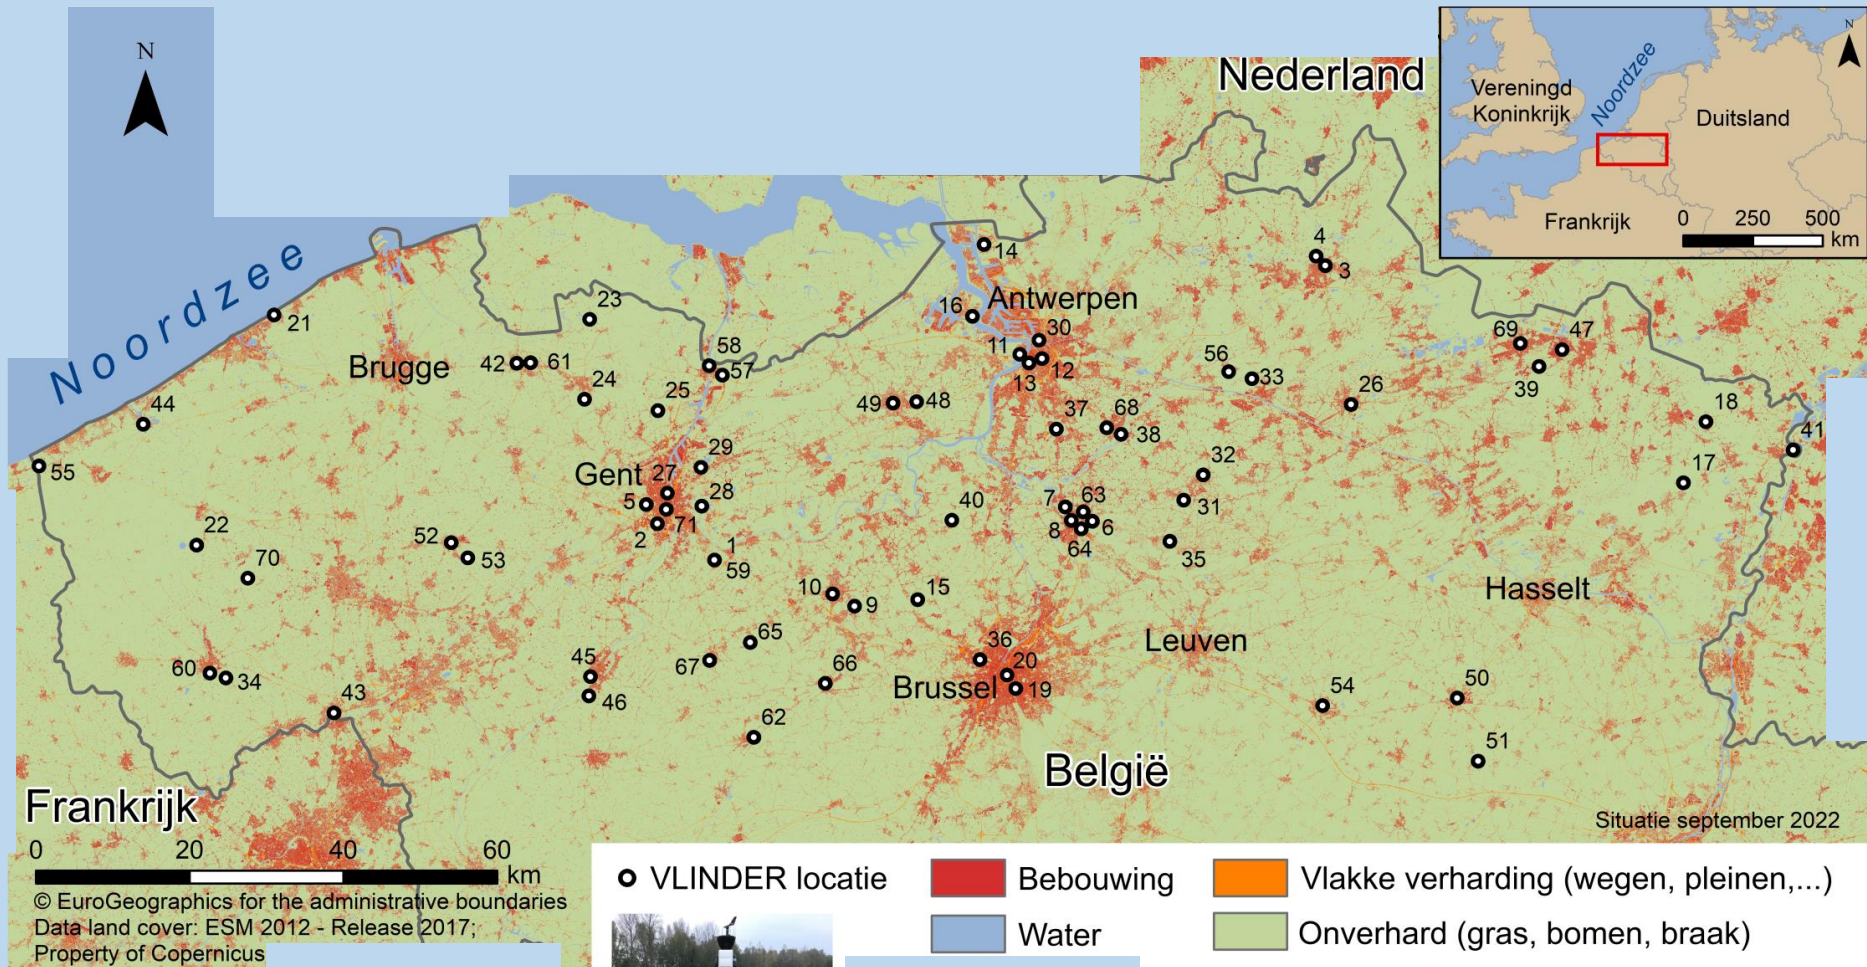 N
Nederland
N
Vereningd
Koninkrijk
Noordzee
Duitsland
Frankrijk
0 250 500
km
Noordzee
14
4
3
Antwerpen
16
23
21
30
11
12
13
58
57
69
47
39
Brugge
42
61
56
33
24
25
49
48
26
44
37
68
38
18
41
55
29
Gent
27
5
28
71
2
32
31
17
7
63
8
6
64
40
22
52
53
1
59
35
70
10
9
15
Hasselt
Leuven
65
67
36
20
Brussel
19
60
34
45
46
66
43
54
50
62
51
België
Frankrijk
Situatie september 2022
0 20 40 60
km
© EuroGeographics for the administrative boundaries
Data land cover: ESM 2012 - Release 2017;
Property of Copernicus
VLINDER locatie
Bebouwing
Vlakke verharding (wegen, pleinen,...)
Water
Onverhard (gras, bomen, braak)